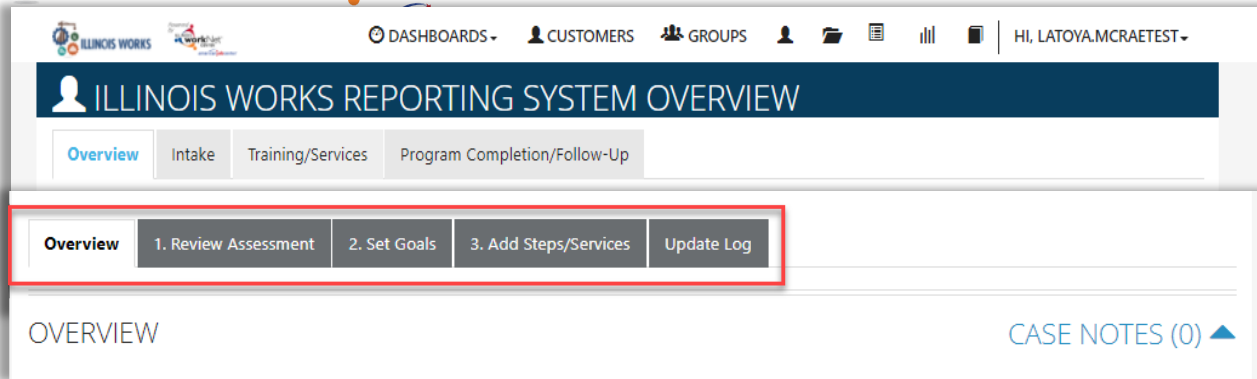 ILLINOIS WORKS workNet DASHBOARDS CUSTOMERS GROUPS HI, LATOYA.MCRAETEST
ILLINOIS WORKS REPORTING SYSTEM OVERVIEW
Overview Intake Training/Services Program Completion/Follow-Up
Overview 1. Review Assessment 2. Set Goals 3. Add Steps/Services Update Log
OVERVIEW CASE NOTES (0)